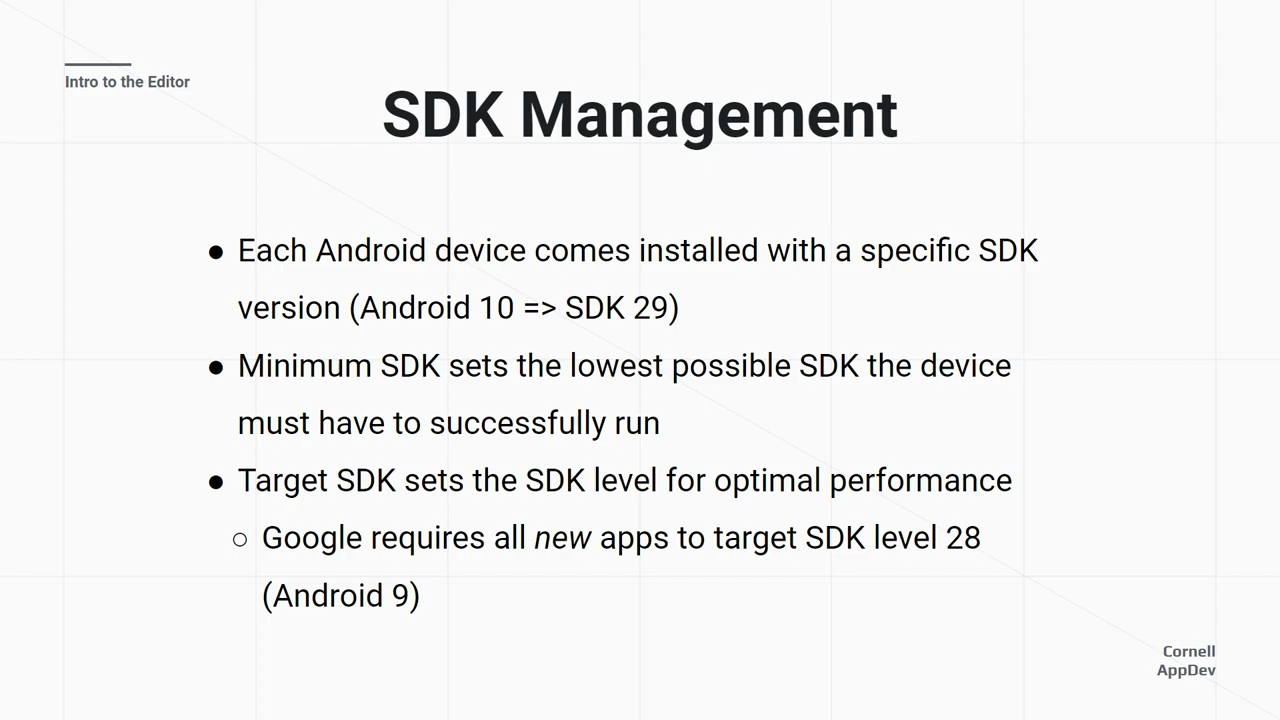 Intro to the Editor
SDK Management
● Each Android device comes installed with a specific SDK
version (Android 10 => SDK 29)
● Minimum SDK sets the lowest possible SDK the device
must have to successfully run
● Target SDK sets the SDK level for optimal performance
○ Google requires all new apps to target SDK level 28
(Android 9)
Cornell
AppDev